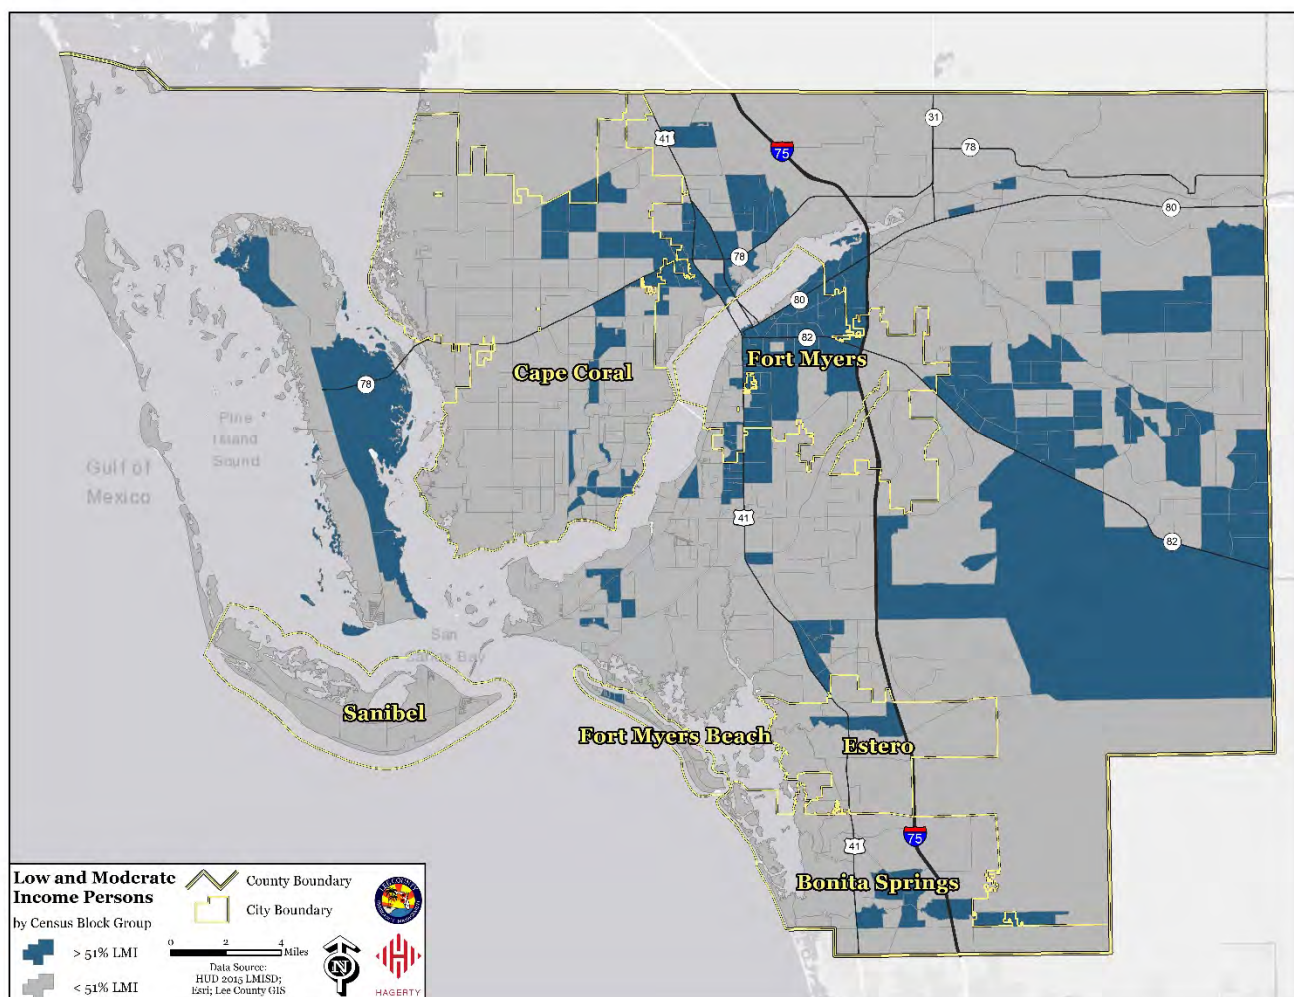 41
75
31
78
80
78
80
82
Cape Coral
Fort Myers
78
Pine
Island
Sound
Gulf of
Mexico
41
82
San
Sanibel
Fort Myers Beach
Estero
75
41
Bonita Springs
Low and Moderate
Income Persons
by Census Block Group
> 51% LMI
< 51% LMI
County Boundary
City Boundary
0 2 4
Miles
Data Source:
HUD 2015 LMISD;
Esri; Lee County GIS
N
LEE COUNTY
HAGERTY